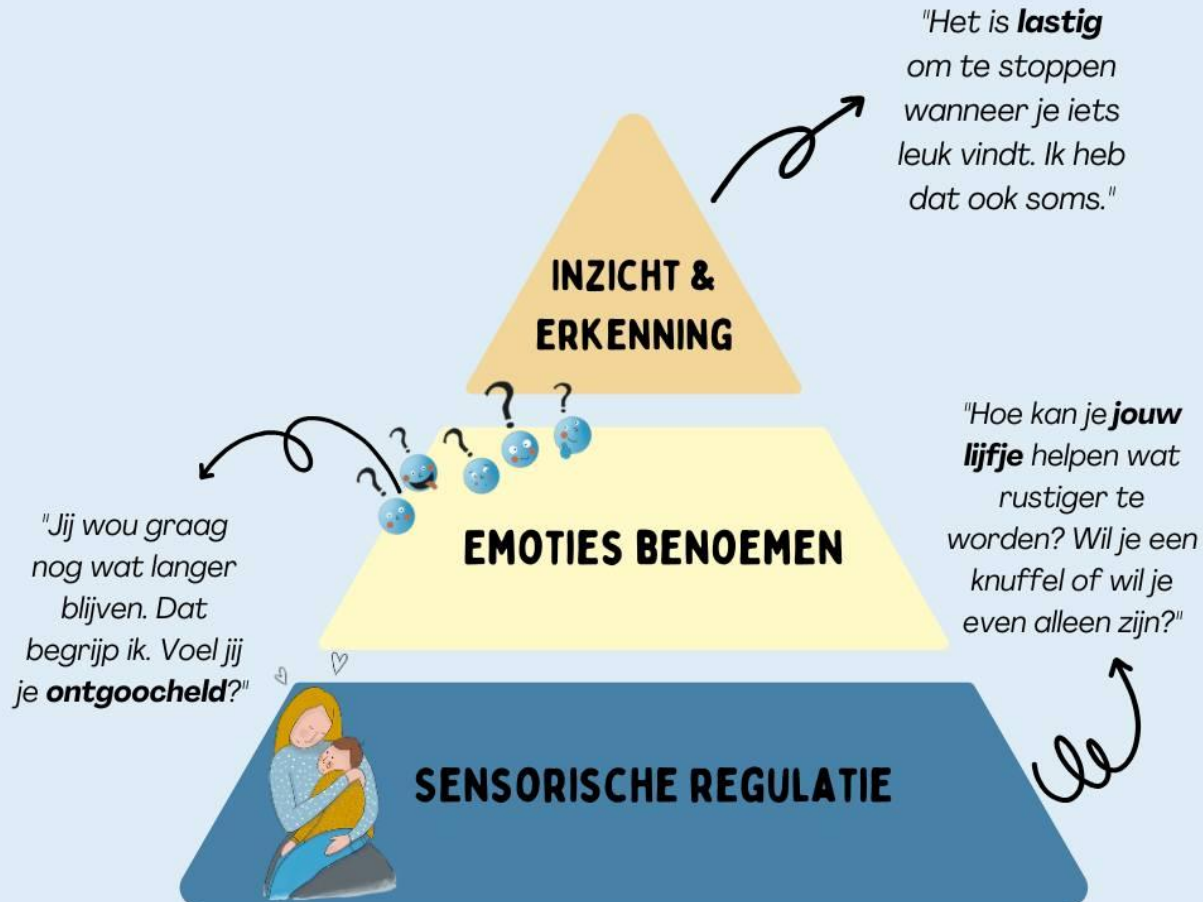 "Het is lastig
om te stoppen
wanneer je iets
leuk vindt. Ik heb
dat ook soms."
INZICHT &
ERKENNING
? ? ? ? ?
"Hoe kan je jouw
lijfje helpen wat
rustiger te
worden? Wil je een
knuffel of wil je
even alleen zijn?"
EMOTIES BENOEMEN
"Jij wou graag
nog wat langer
blijven. Dat
begrijp ik. Voel jij
je ontgoocheld?"
SENSORISCHE REGULATIE